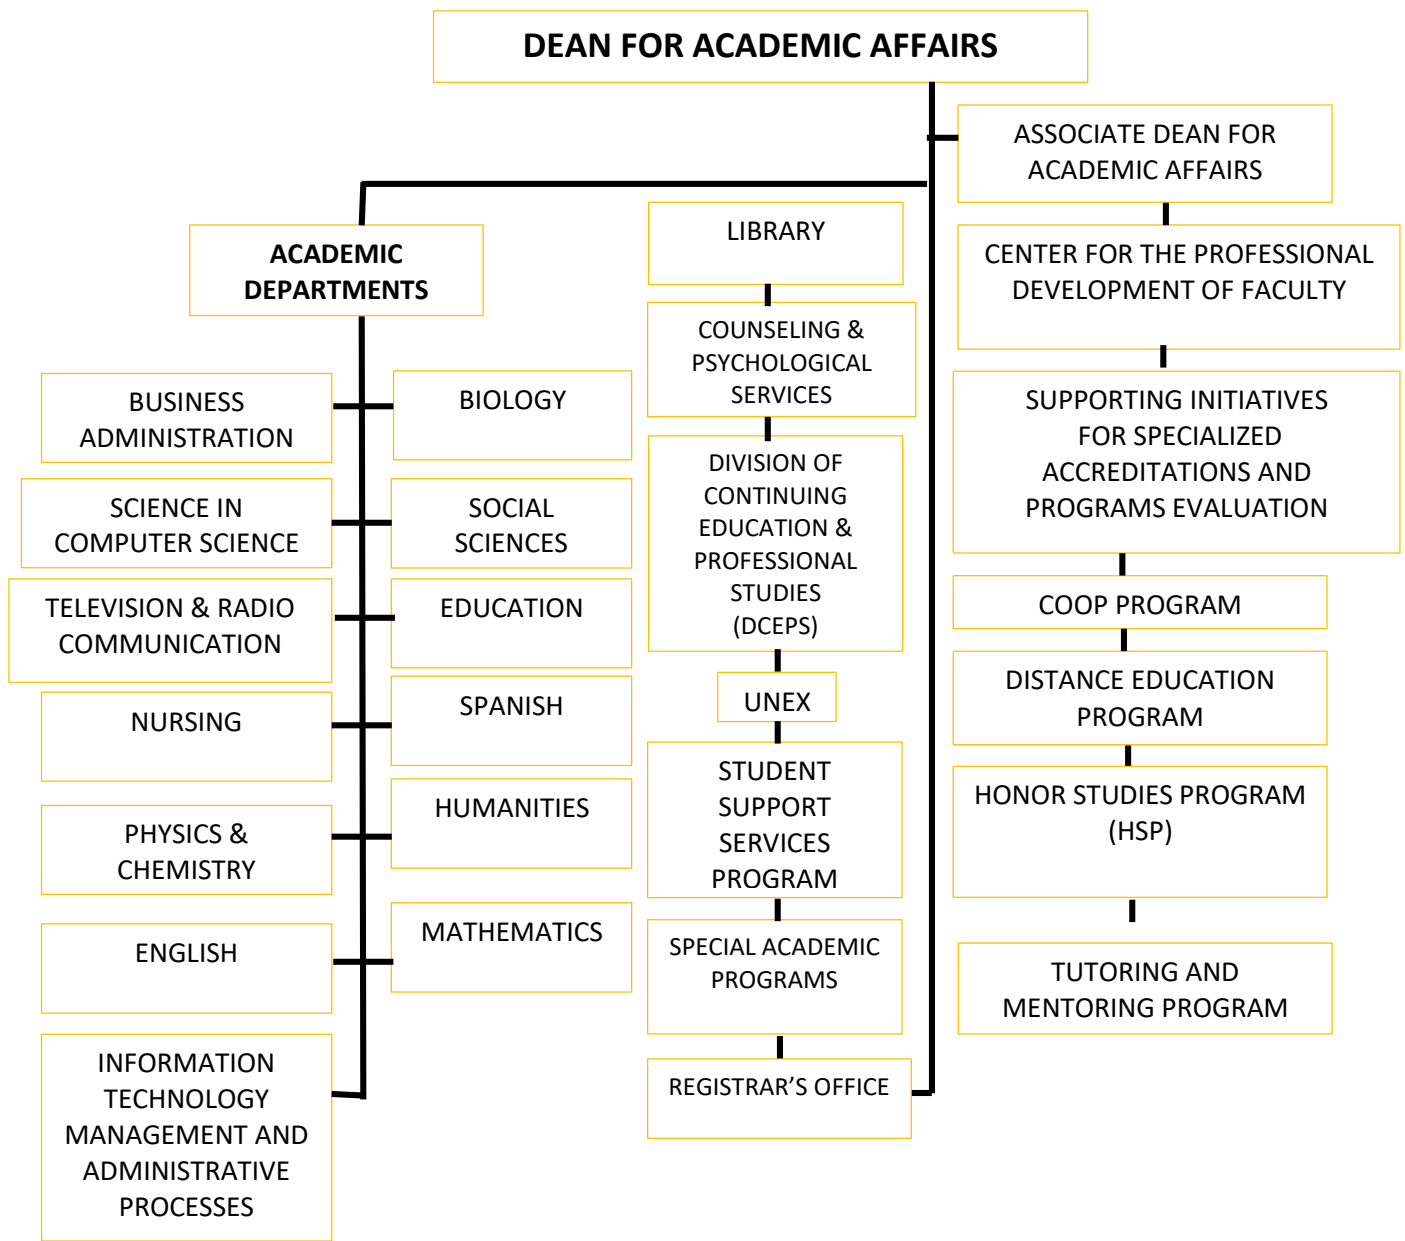 DEAN FOR ACADEMIC AFFAIRS
ASSOCIATE DEAN FOR
ACADEMIC AFFAIRS
ACADEMIC
DEPARTMENTS
BUSINESS
ADMINISTRATION
BIOLOGY
SCIENCE IN
COMPUTER SCIENCE
SOCIAL
SCIENCES
TELEVISION & RADIO
COMMUNICATION
EDUCATION
NURSING
SPANISH
PHYSICS &
CHEMISTRY
HUMANITIES
ENGLISH
MATHEMATICS
INFORMATION
TECHNOLOGY
MANAGEMENT AND
ADMINISTRATIVE
PROCESSES
LIBRARY
COUNSELING &
PSYCHOLOGICAL
SERVICES
DIVISION OF
CONTINUING
EDUCATION &
PROFESSIONAL
STUDIES
(DCEPS)
UNEX
STUDENT
SUPPORT
SERVICES
PROGRAM
SPECIAL ACADEMIC
PROGRAMS
REGISTRAR’S OFFICE
CENTER FOR THE PROFESSIONAL
DEVELOPMENT OF FACULTY
SUPPORTING INITIATIVES
FOR SPECIALIZED
ACCREDITATIONS AND
PROGRAMS EVALUATION
COOP PROGRAM
DISTANCE EDUCATION
PROGRAM
HONOR STUDIES PROGRAM
(HSP)
TUTORING AND
MENTORING PROGRAM